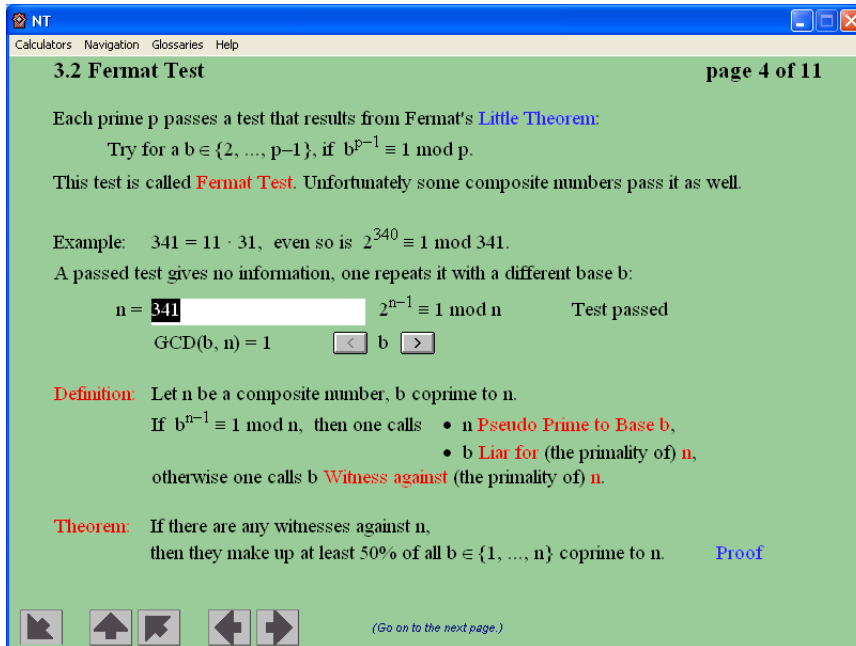 NT
Calculators Navigation Glossaries Help
3.2 Fermat Test page 4 of 11
Each prime p passes a test that results from Fermat's Little Theorem:
Try for a b ∈ {2, ..., p−1}, if b^{p−1} ≡ 1 mod p.
This test is called Fermat Test. Unfortunately some composite numbers pass it as well.
Example: 341 = 11 · 31, even so is 2^{340} ≡ 1 mod 341.
A passed test gives no information, one repeats it with a different base b:
n = 341 2^{n−1} ≡ 1 mod n Test passed
GCD(b, n) = 1 < b >
Definition: Let n be a composite number, b coprime to n.
If b^{n−1} ≡ 1 mod n, then one calls • n Pseudo Prime to Base b,
• b Liar for (the primality of) n,
otherwise one calls b Witness against (the primality of) n.
Theorem: If there are any witnesses against n,
then they make up at least 50% of all b ∈ {1, ..., n} coprime to n. Proof
(Go on to the next page.)